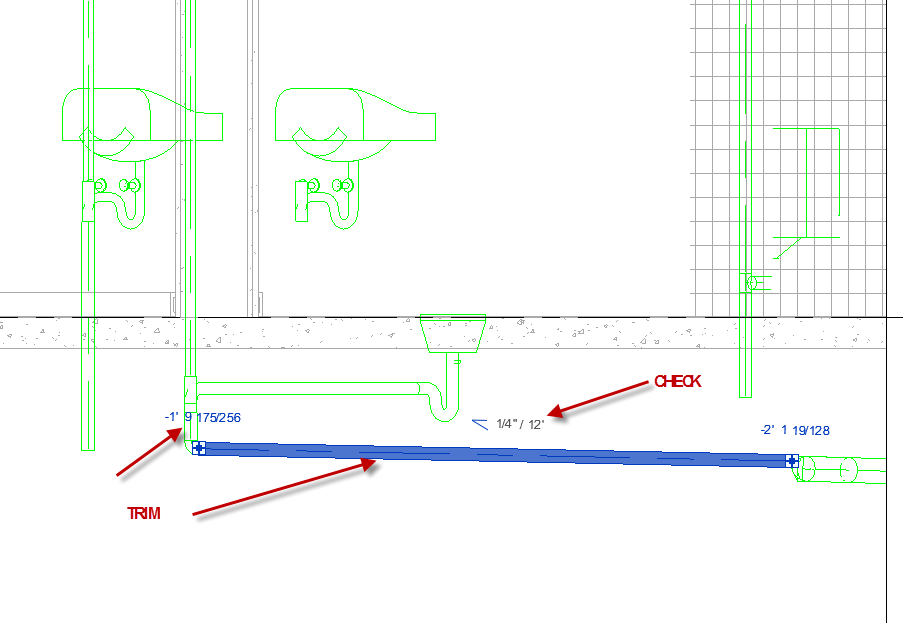 CHECK
-1' 9 175/256
1/4" / 12'
-2' 1 19/128
TRIM